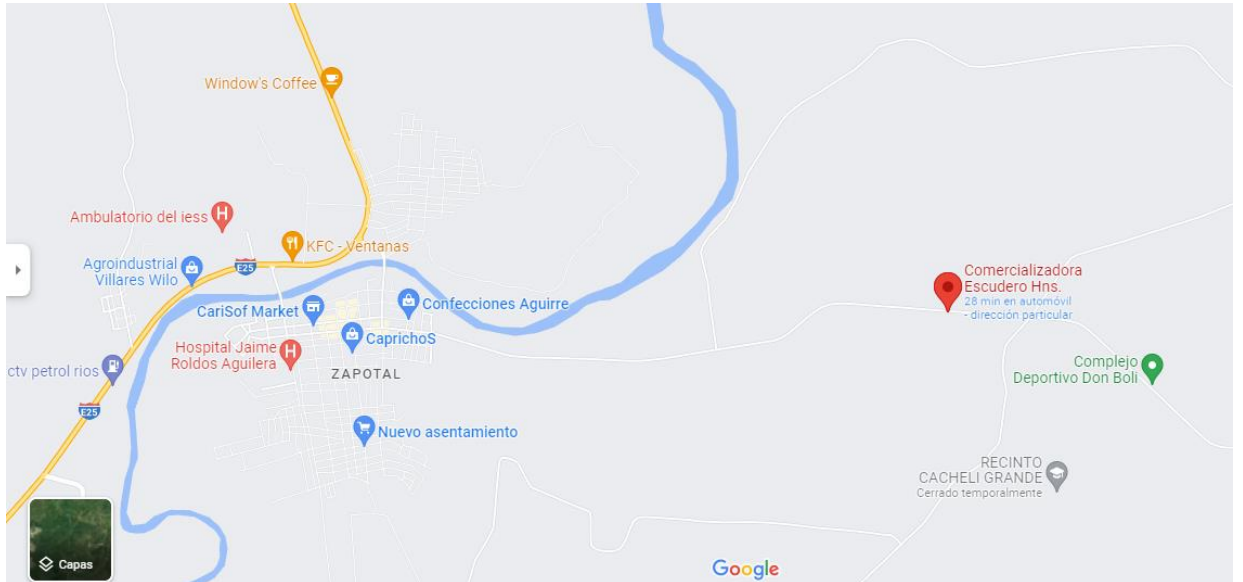 Window's Coffee
Ambulatorio del iess
KFC - Ventanas
E25
Agroindustrial
Villares Wilo
CariSof Market
Confecciones Aguirre
CaprichoS
Hospital Jaime
Roldos Aguilera
ZAPOTAL
ctv petrol rios
E25
Nuevo asentamiento
Comercializadora
Escudero Hns.
28 min en automóvil
- dirección particular
Complejo
Deportivo Don Boli
RECINTO
CACHELI GRANDE
Cerrado temporalmente
Capas
Google